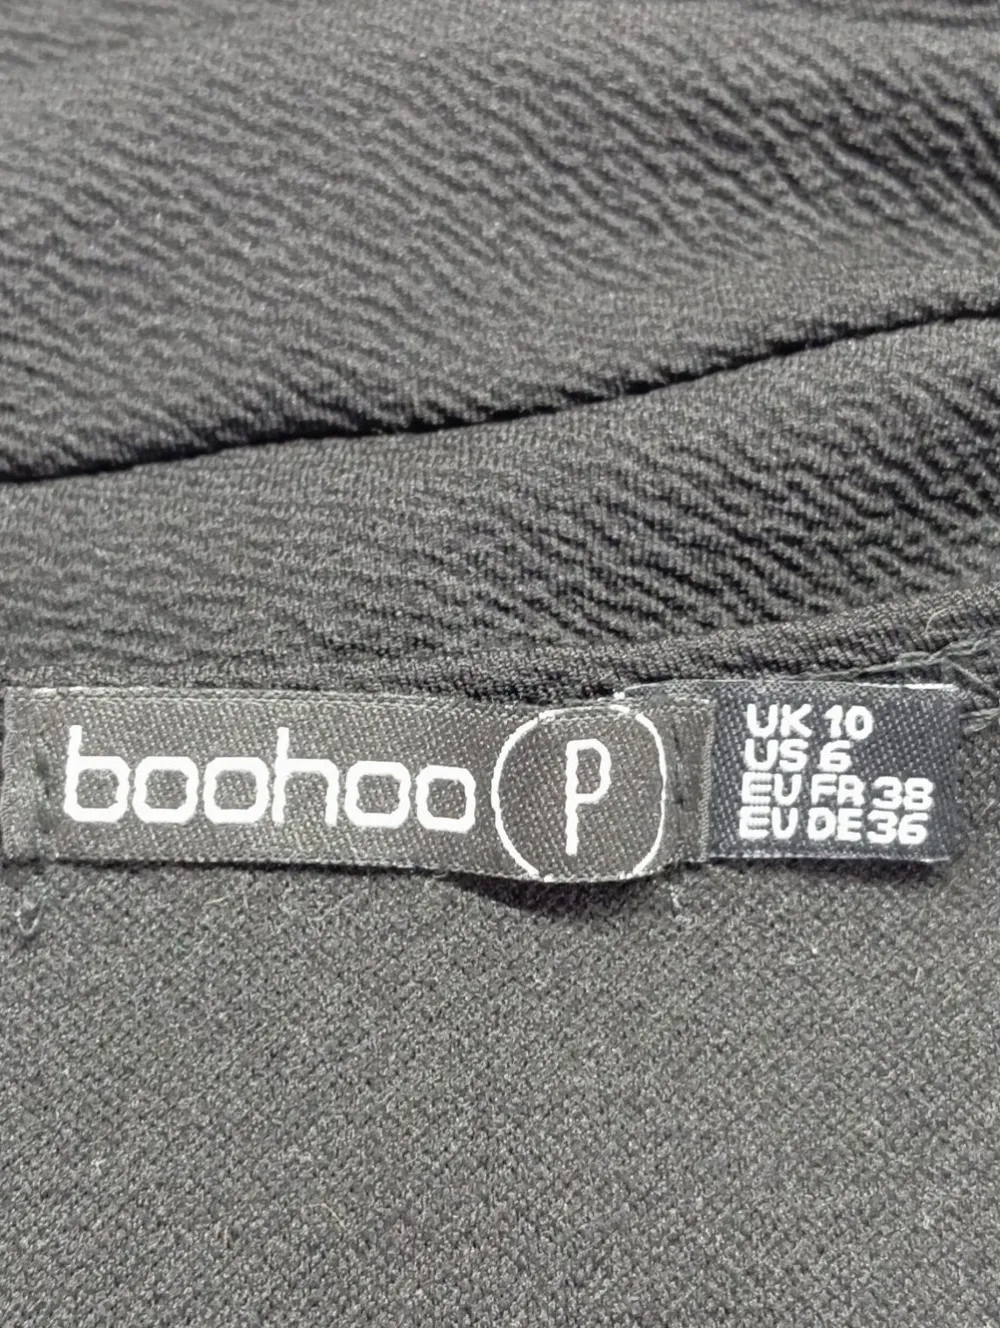 boohoo P
UK 10
US 6
EU FR 38
EU DE 36